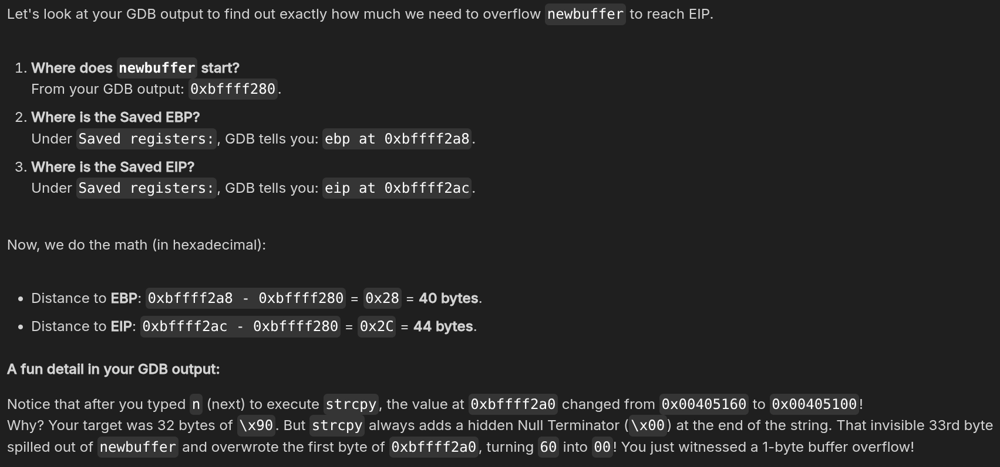 Let's look at your GDB output to find out exactly how much we need to overflow newbuffer to reach EIP.
1. Where does newbuffer start?
From your GDB output: 0xbffff280.
2. Where is the Saved EBP?
Under Saved registers:, GDB tells you: ebp at 0xbffff2a8.
3. Where is the Saved EIP?
Under Saved registers:, GDB tells you: eip at 0xbffff2ac.
Now, we do the math (in hexadecimal):
• Distance to EBP: 0xbffff2a8 - 0xbffff280 = 0x28 = 40 bytes.
• Distance to EIP: 0xbffff2ac - 0xbffff280 = 0x2C = 44 bytes.
A fun detail in your GDB output:
Notice that after you typed n (next) to execute strcpy, the value at 0xbffff2a0 changed from 0x00405160 to 0x00405100!
Why? Your target was 32 bytes of \x90. But strcpy always adds a hidden Null Terminator (\x00) at the end of the string. That invisible 33rd byte
spilled out of newbuffer and overwrote the first byte of 0xbffff2a0, turning 60 into 00! You just witnessed a 1-byte buffer overflow!